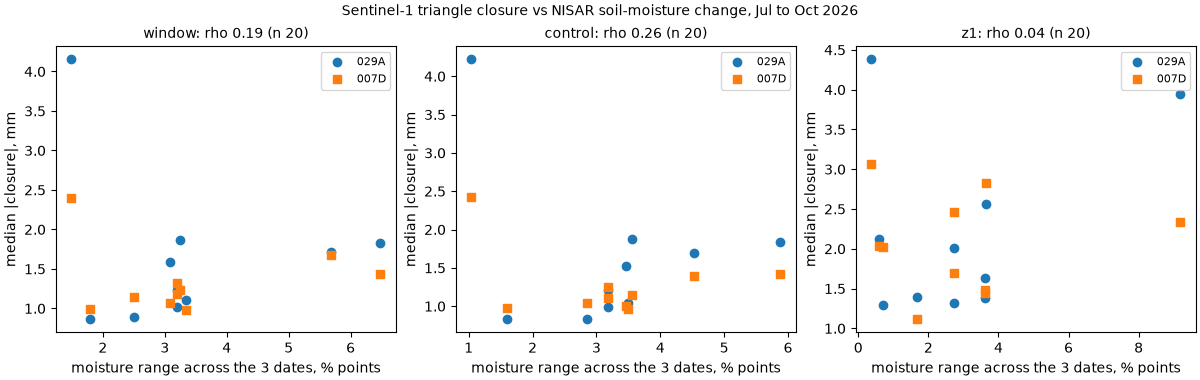 Sentinel-1 triangle closure vs NISAR soil-moisture change, Jul to Oct 2026
window: rho 0.19 (n 20)
median |closure|, mm
4.0
3.5
3.0
2.5
2.0
1.5
1.0
029A
007D
2
3
4
5
6
moisture range across the 3 dates, % points
control: rho 0.26 (n 20)
median |closure|, mm
4.0
3.5
3.0
2.5
2.0
1.5
1.0
029A
007D
1
2
3
4
5
6
moisture range across the 3 dates, % points
z1: rho 0.04 (n 20)
median |closure|, mm
4.5
4.0
3.5
3.0
2.5
2.0
1.5
1.0
029A
007D
0
2
4
6
8
moisture range across the 3 dates, % points